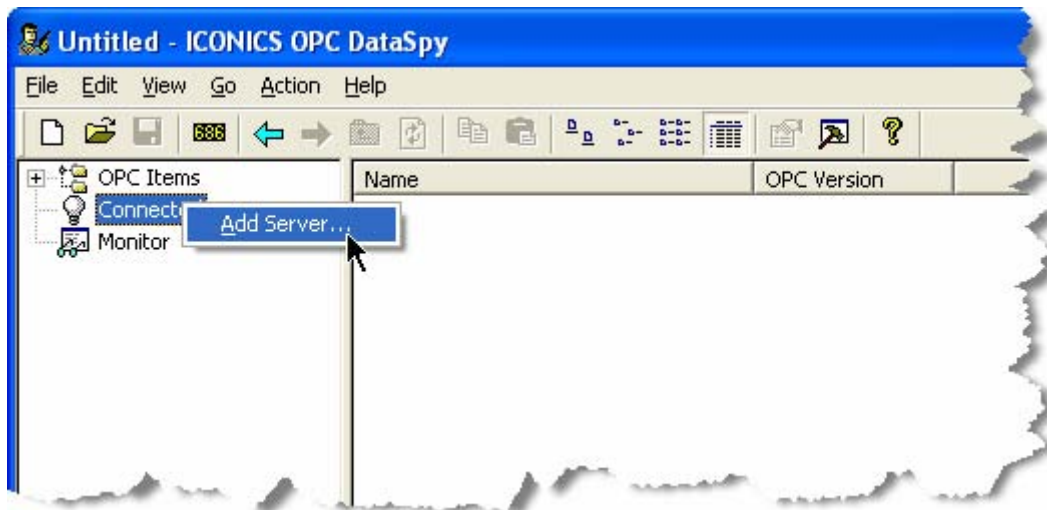 Untitled - ICONICS OPC DataSpy
File Edit View Go Action Help
686
OPC Items
Name
OPC Version
Add Server...
Monitor